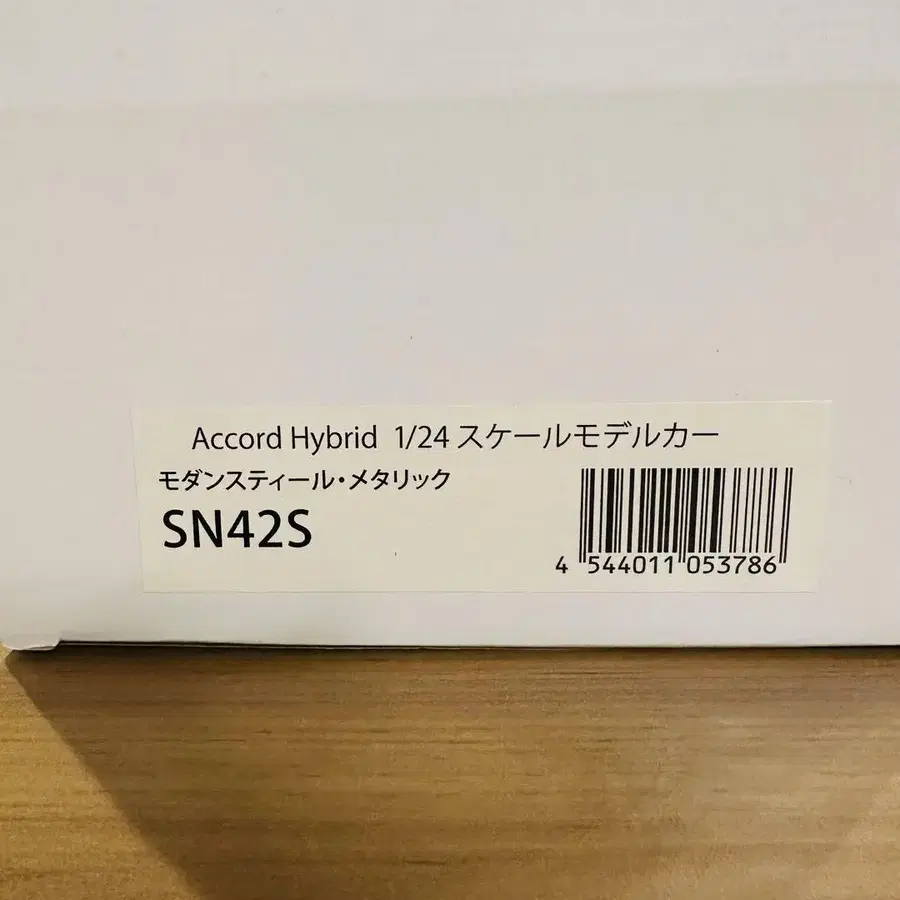 Accord Hybrid 1/24 スケールモデルカー
モダンスティール・メタリック
SN42S
4 544011 053786